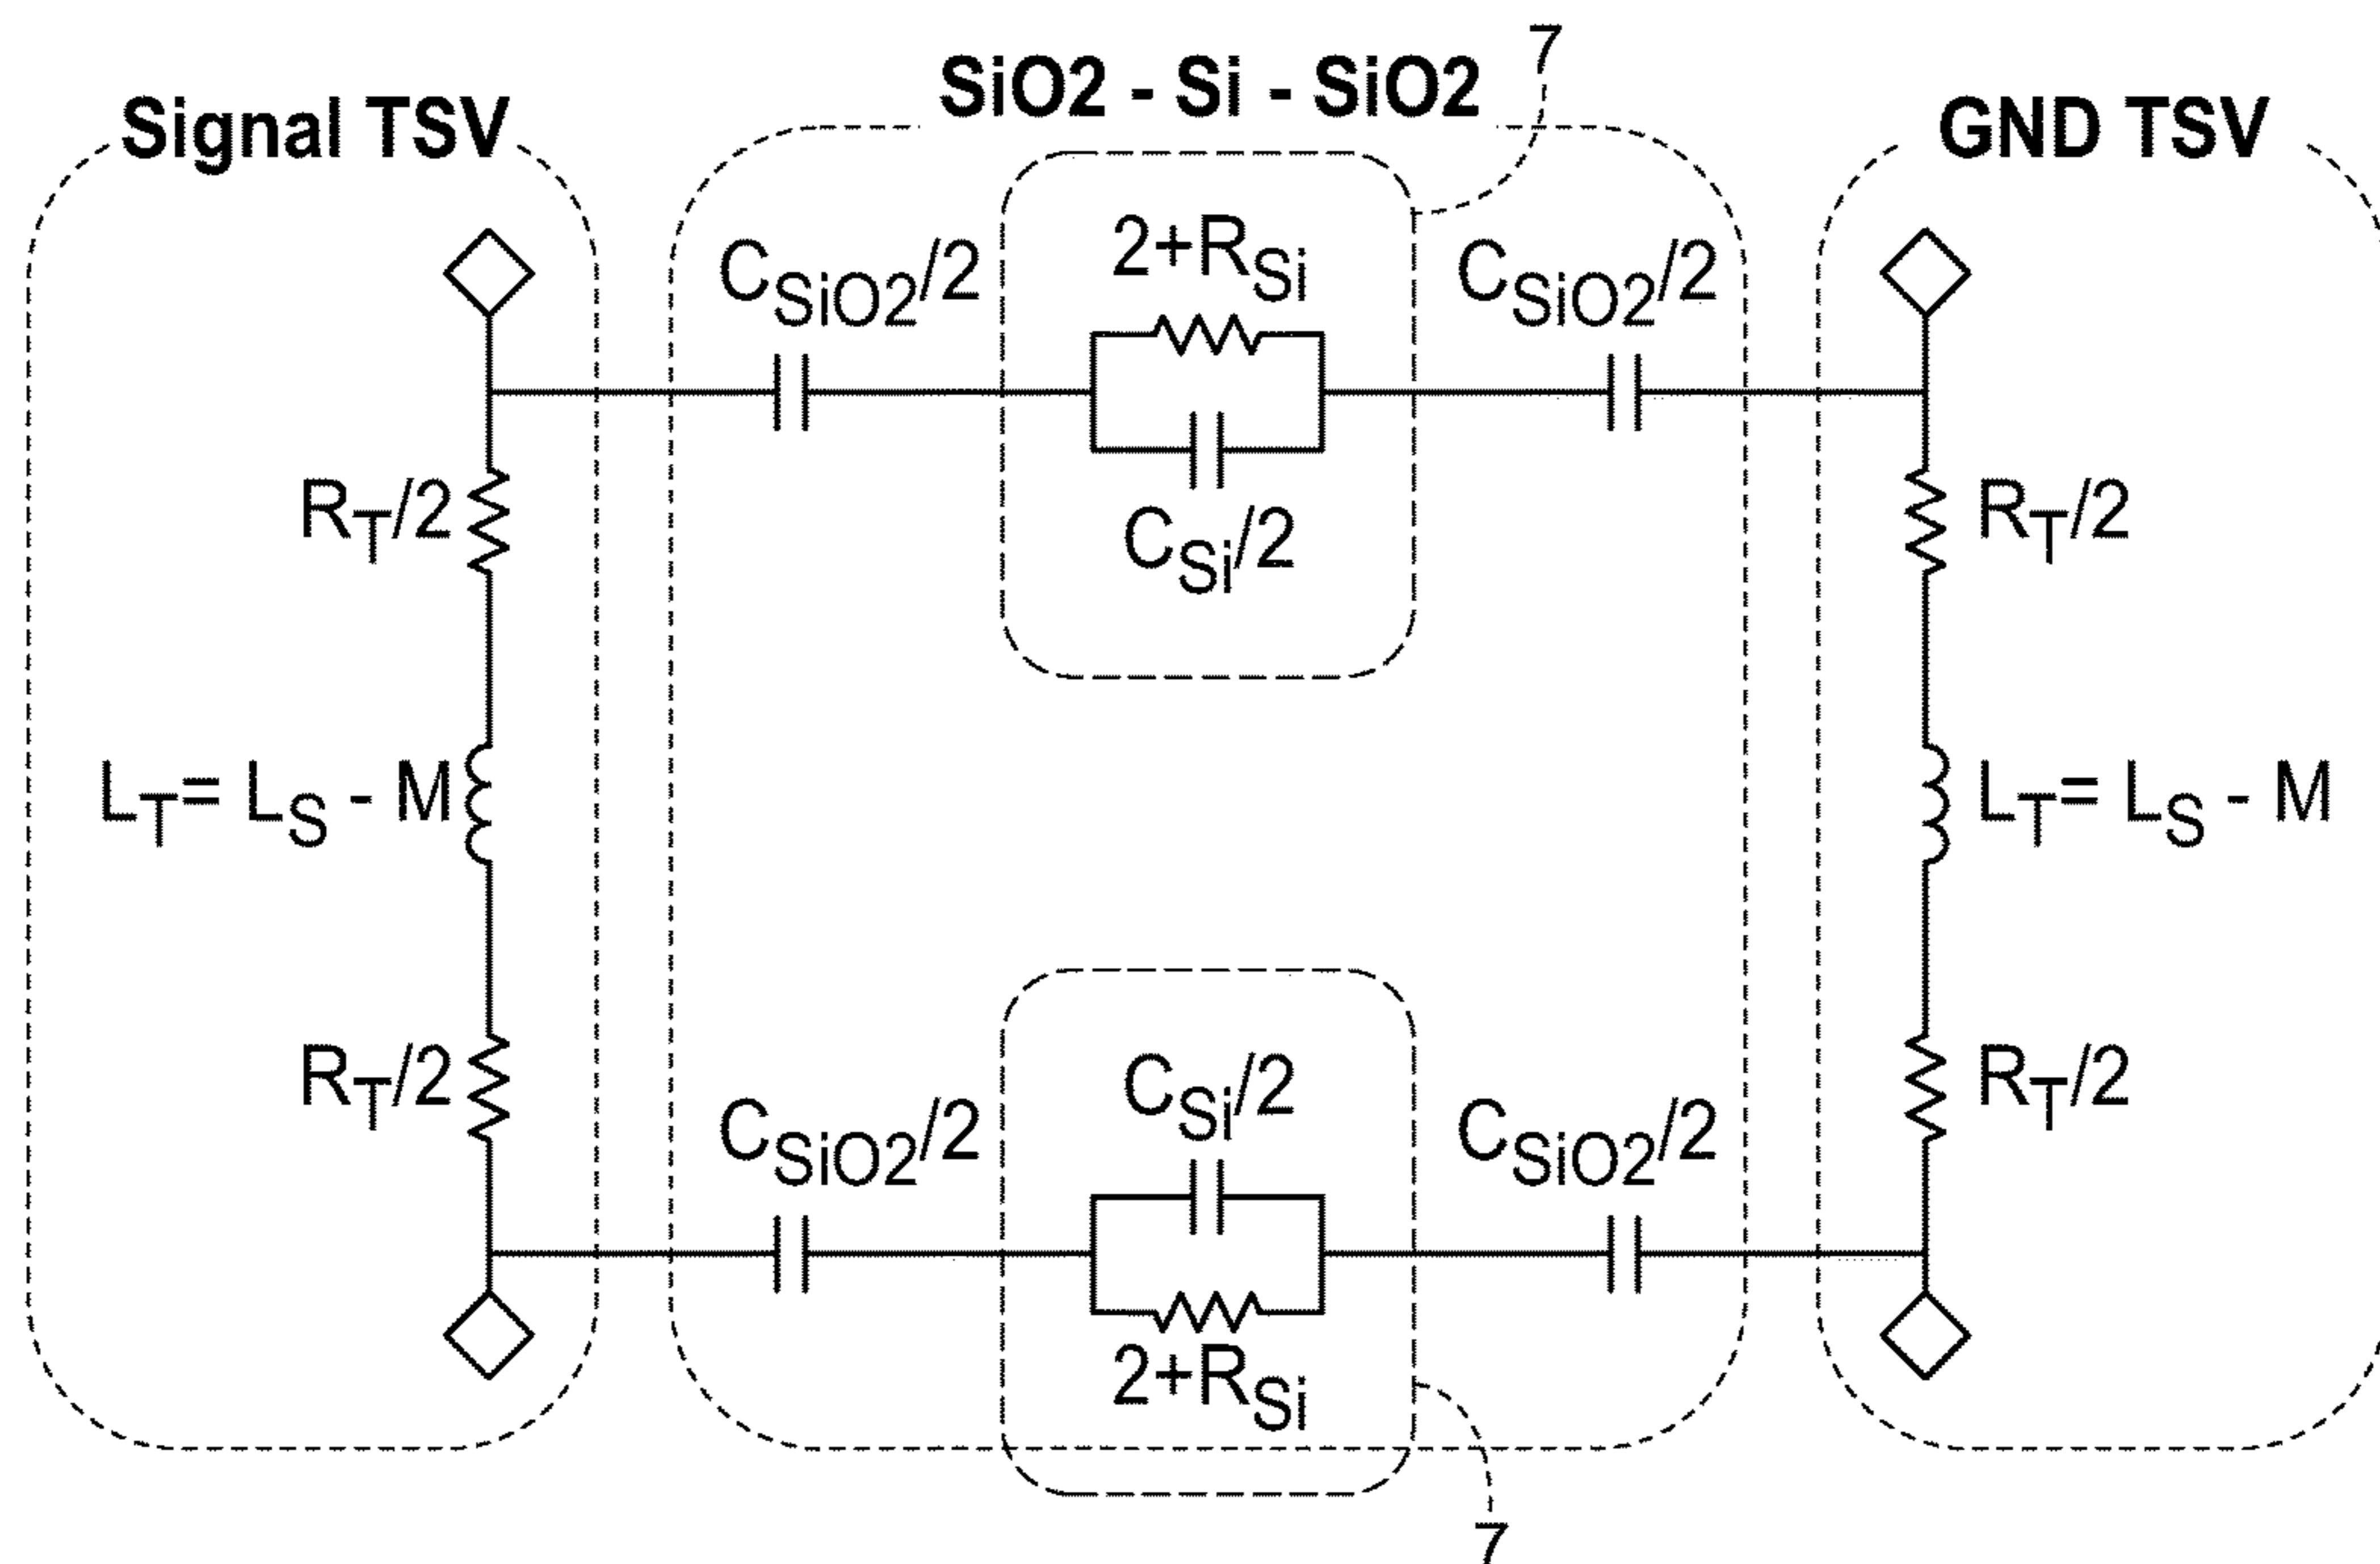 7
SiO2 - Si - SiO2
Signal TSV
GND TSV
2+RSi
CSiO2/2
CSiO2/2
RT/2
CSi/2
RT/2
LT= LS - M
LT= LS - M
RT/2
CSi/2
RT/2
CSiO2/2
CSiO2/2
2+RSi
7